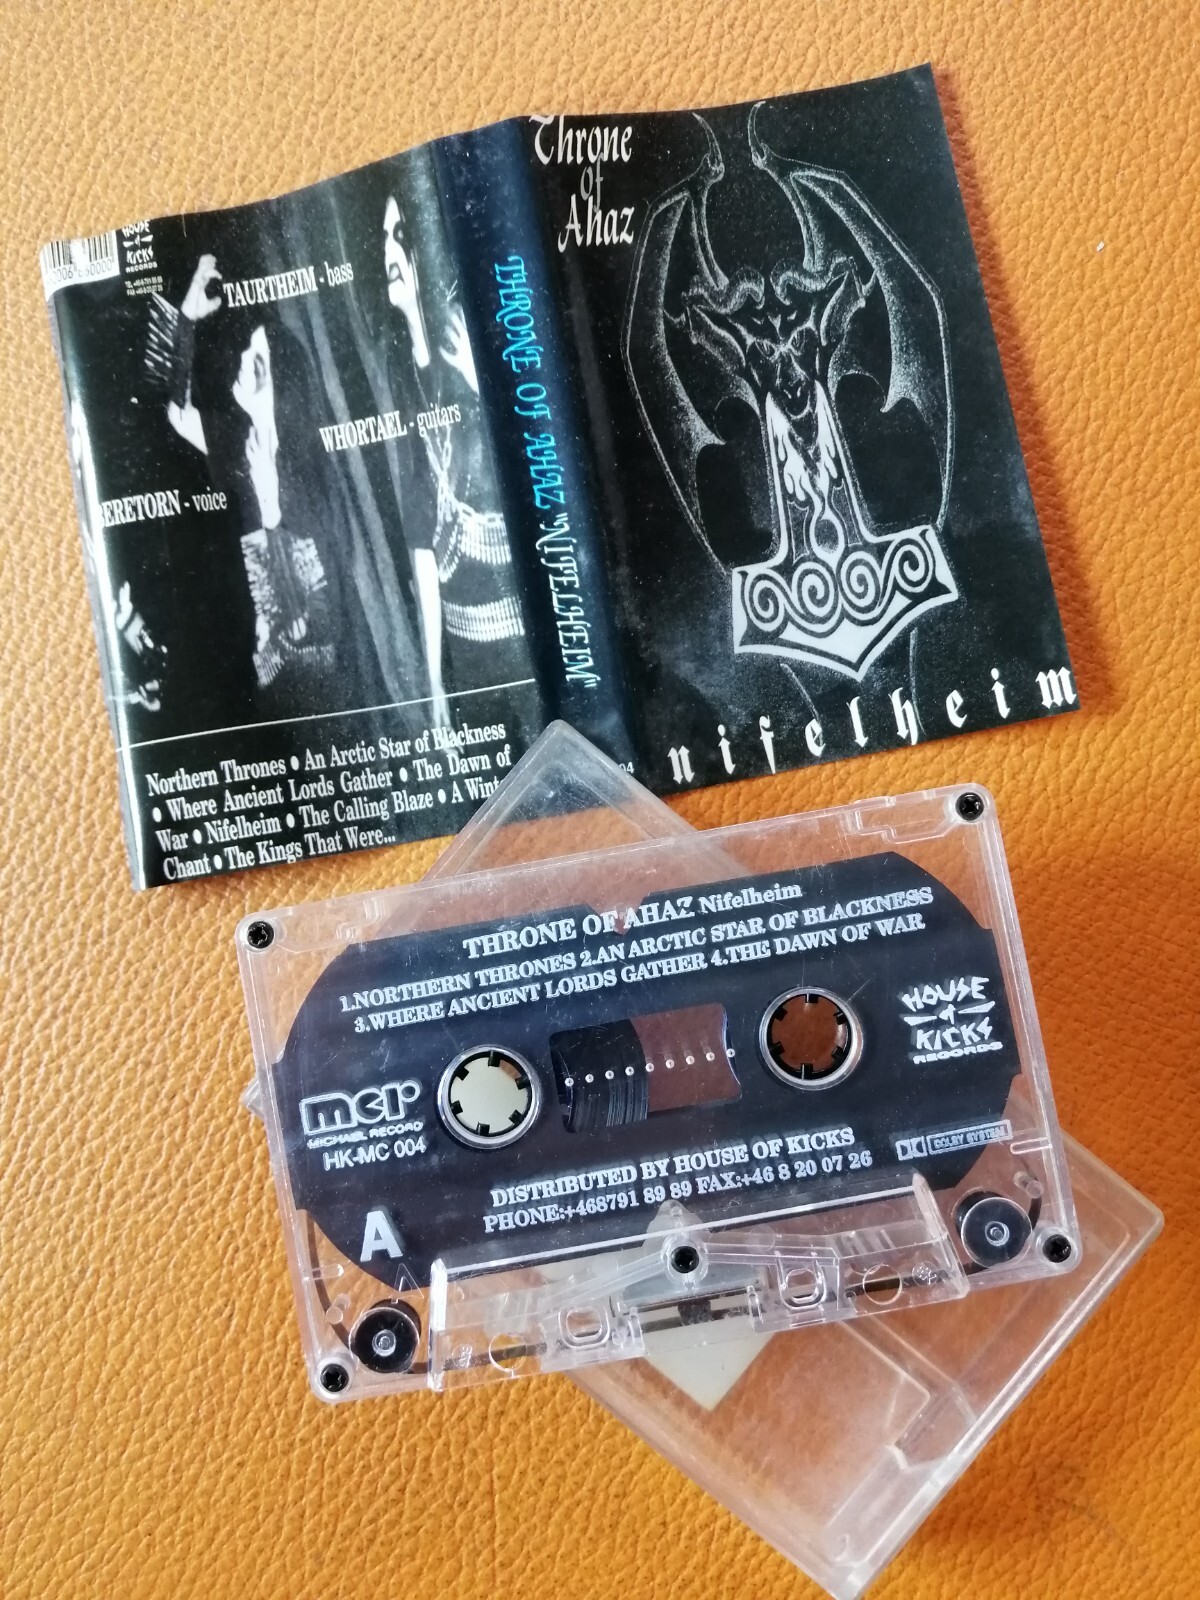 HOUSE
of
KICKS
RECORDS
TAURTHEIM - bass
WHORTAEL - guitars
BERETORN - voice
Northern Thrones • An Arctic Star of Blackness
• Where Ancient Lords Gather • The Dawn of
War • Nifelheim • The Calling Blaze • A
Chant • The Kings That Were...
THRONE OF AHAZ "NIFELHEIM"
Throne
of
Ahaz
nifelheim
THRONE OF AHAZ Nifelheim
1.NORTHERN THRONES 2.AN ARCTIC STAR OF BLACKNESS
3.WHERE ANCIENT LORDS GATHER 4.THE DAWN OF WAR
mcr
MICHAEL RECORD
HK-MC 004
HOUSE
of
KICKS
RECORDS
DOLBY SYSTEM
DISTRIBUTED BY HOUSE OF KICKS
PHONE:+468791 89 89 FAX:+46 8 20 07 26
A